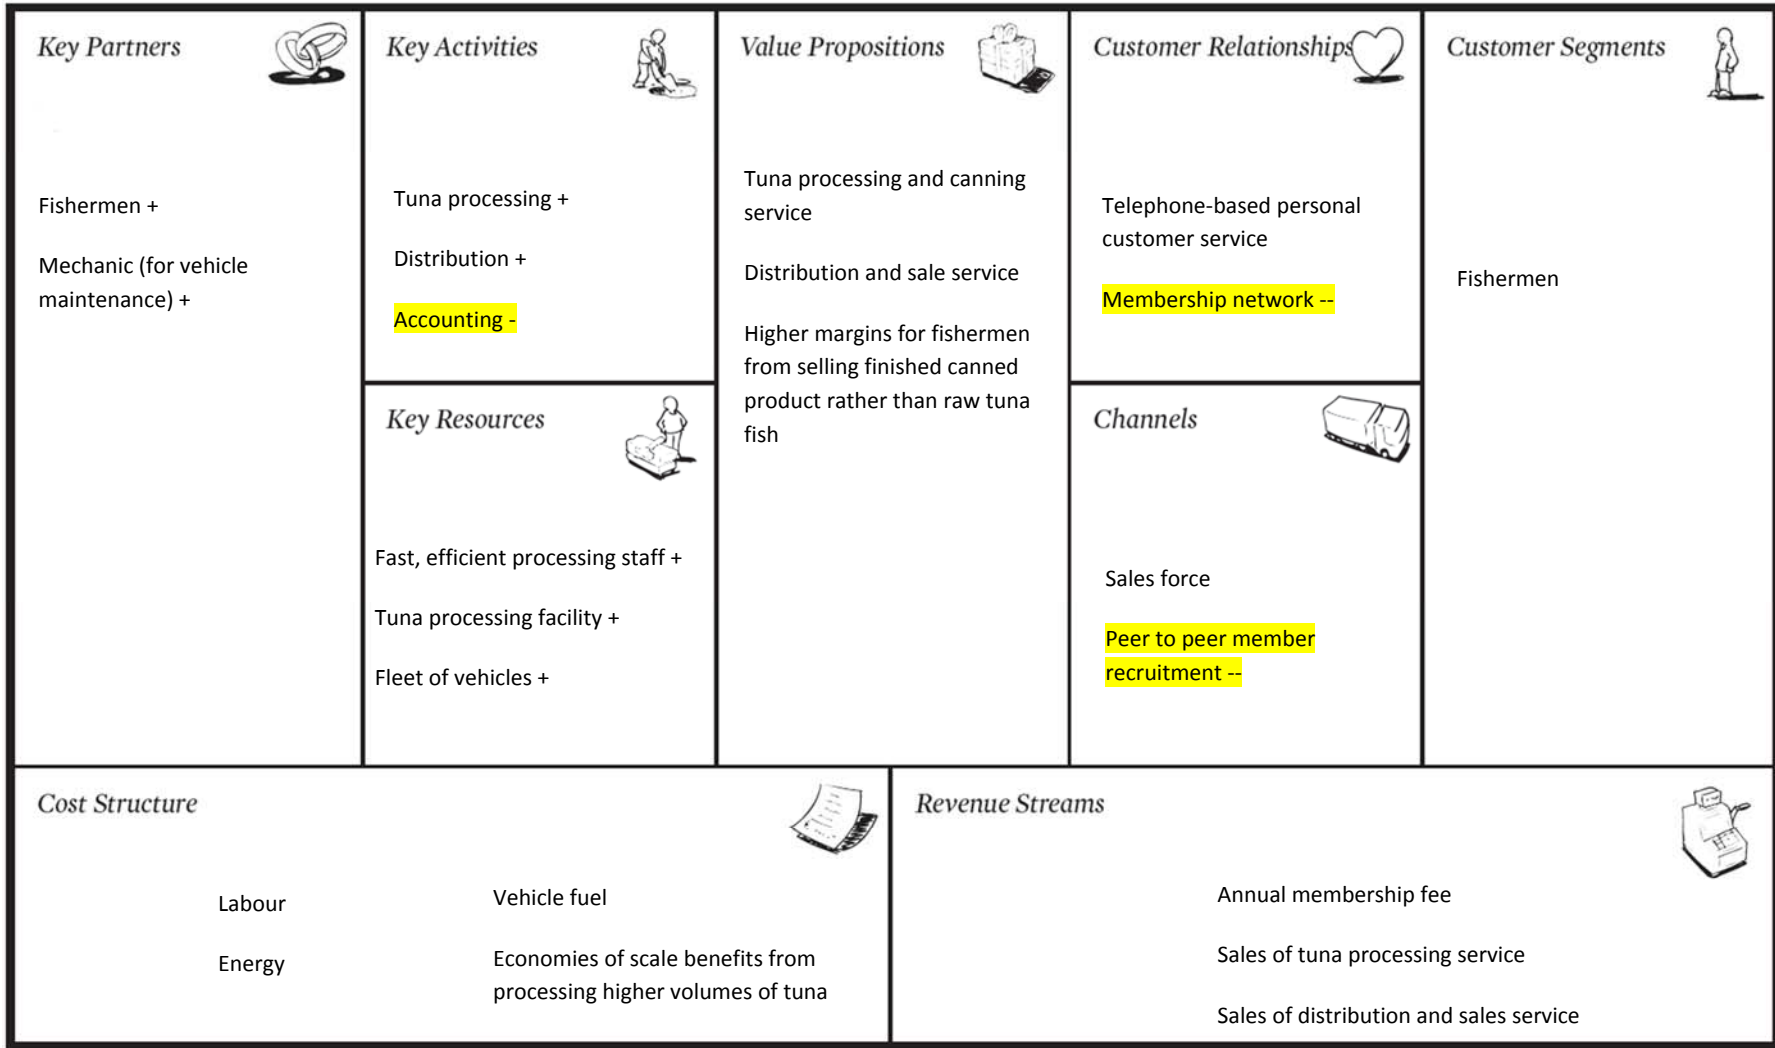 Key Partners
Fishermen +
Mechanic (for vehicle
maintenance) +
Key Activities
Tuna processing +
Distribution +
Accounting -
Key Resources
Fast, efficient processing staff +
Tuna processing facility +
Fleet of vehicles +
Value Propositions
Tuna processing and canning
service
Distribution and sale service
Higher margins for fishermen
from selling finished canned
product rather than raw tuna
fish
Customer Relationships
Telephone-based personal
customer service
Membership network --
Channels
Sales force
Peer to peer member
recruitment --
Customer Segments
Fishermen
Cost Structure
Labour
Energy
Vehicle fuel
Economies of scale benefits from
processing higher volumes of tuna
Revenue Streams
Annual membership fee
Sales of tuna processing service
Sales of distribution and sales service